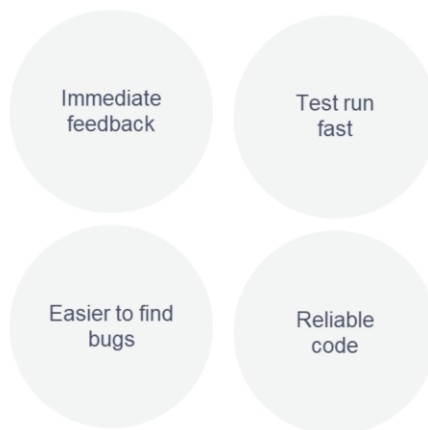 Immediate
feedback
Test run
fast
Easier to find
bugs
Reliable
code